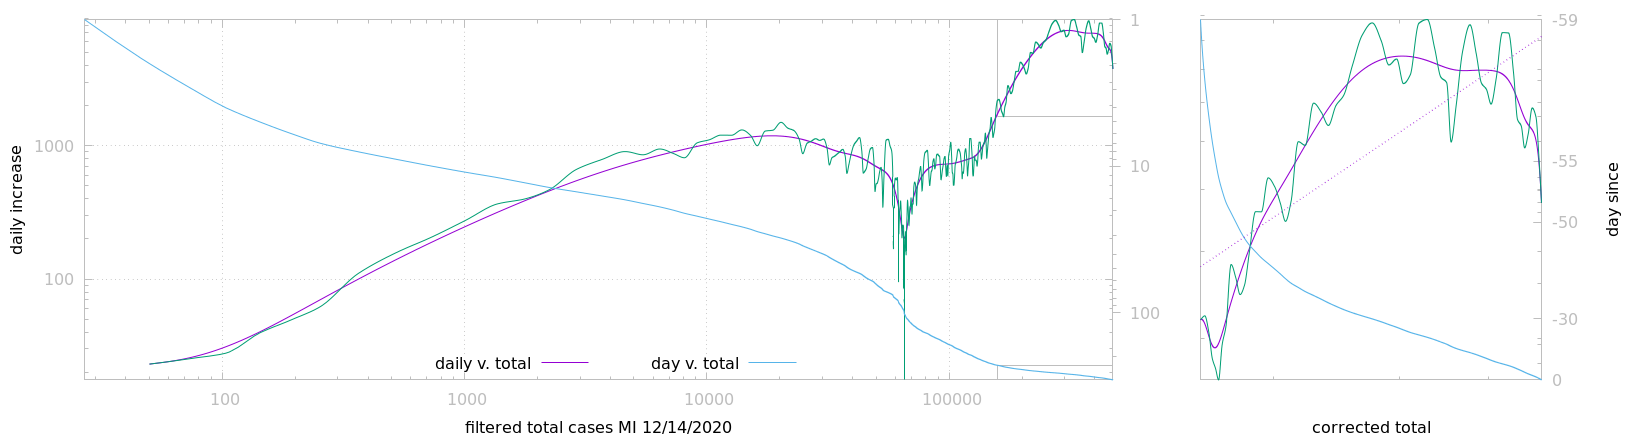 1000
100
daily increase
100
1000
10000
100000
filtered total cases MI 12/14/2020
daily v. total
day v. total
1
10
100
-59
-55
-50
-30
0
day since
corrected total